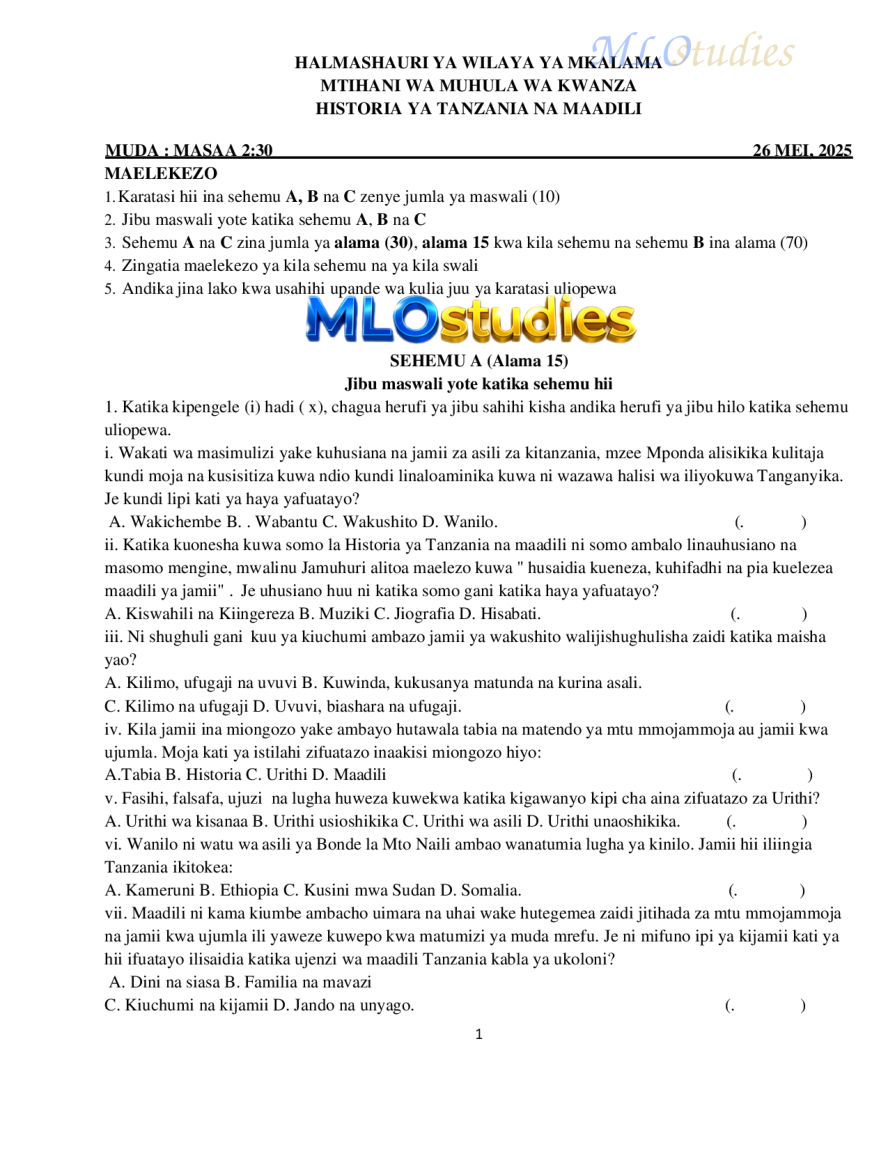 MLOstudies
HALMASHAURI YA WILAYA YA MKALAMA
MTIHANI WA MUHULA WA KWANZA
HISTORIA YA TANZANIA NA MAADILI
MUDA : MASAA 2:30 26 MEI, 2025
MAELEKEZO
1. Karatasi hii ina sehemu A, B na C zenye jumla ya maswali (10)
2. Jibu maswali yote katika sehemu A, B na C
3. Sehemu A na C zina jumla ya alama (30), alama 15 kwa kila sehemu na sehemu B ina alama (70)
4. Zingatia maelekezo ya kila sehemu na ya kila swali
5. Andika jina lako kwa usahihi upande wa kulia juu ya karatasi uliopewa
MLOstudies
SEHEMU A (Alama 15)
Jibu maswali yote katika sehemu hii
1. Katika kipengele (i) hadi ( x), chagua herufi ya jibu sahihi kisha andika herufi ya jibu hilo katika sehemu
uliopewa.
i. Wakati wa masimulizi yake kuhusiana na jamii za asili za kitanzania, mzee Mponda alisikika kulitaja
kundi moja na kusisitiza kuwa ndio kundi linaloaminika kuwa ni wazawa halisi wa iliyokuwa Tanganyika.
Je kundi lipi kati ya haya yafuatayo?
A. Wakichembe B. . Wabantu C. Wakushito D. Wanilo. (. )
ii. Katika kuonesha kuwa somo la Historia ya Tanzania na maadili ni somo ambalo linauhusiano na
masomo mengine, mwalinu Jamuhuri alitoa maelezo kuwa " husaidia kueneza, kuhifadhi na pia kuelezea
maadili ya jamii" . Je uhusiano huu ni katika somo gani katika haya yafuatayo?
A. Kiswahili na Kiingereza B. Muziki C. Jiografia D. Hisabati. (. )
iii. Ni shughuli gani kuu ya kiuchumi ambazo jamii ya wakushito walijishughulisha zaidi katika maisha
yao?
A. Kilimo, ufugaji na uvuvi B. Kuwinda, kukusanya matunda na kurina asali.
C. Kilimo na ufugaji D. Uvuvi, biashara na ufugaji. (. )
iv. Kila jamii ina miongozo yake ambayo hutawala tabia na matendo ya mtu mmojammoja au jamii kwa
ujumla. Moja kati ya istilahi zifuatazo inaakisi miongozo hiyo:
A.Tabia B. Historia C. Urithi D. Maadili (. )
v. Fasihi, falsafa, ujuzi na lugha huweza kuwekwa katika kigawanyo kipi cha aina zifuatazo za Urithi?
A. Urithi wa kisanaa B. Urithi usioshikika C. Urithi wa asili D. Urithi unaoshikika. (. )
vi. Wanilo ni watu wa asili ya Bonde la Mto Naili ambao wanatumia lugha ya kinilo. Jamii hii iliingia
Tanzania ikitokea:
A. Kameruni B. Ethiopia C. Kusini mwa Sudan D. Somalia. (. )
vii. Maadili ni kama kiumbe ambacho uimara na uhai wake hutegemea zaidi jitihada za mtu mmojammoja
na jamii kwa ujumla ili yaweze kuwepo kwa matumizi ya muda mrefu. Je ni mifuno ipi ya kijamii kati ya
hii ifuatayo ilisaidia katika ujenzi wa maadili Tanzania kabla ya ukoloni?
A. Dini na siasa B. Familia na mavazi
C. Kiuchumi na kijamii D. Jando na unyago. (. )
1